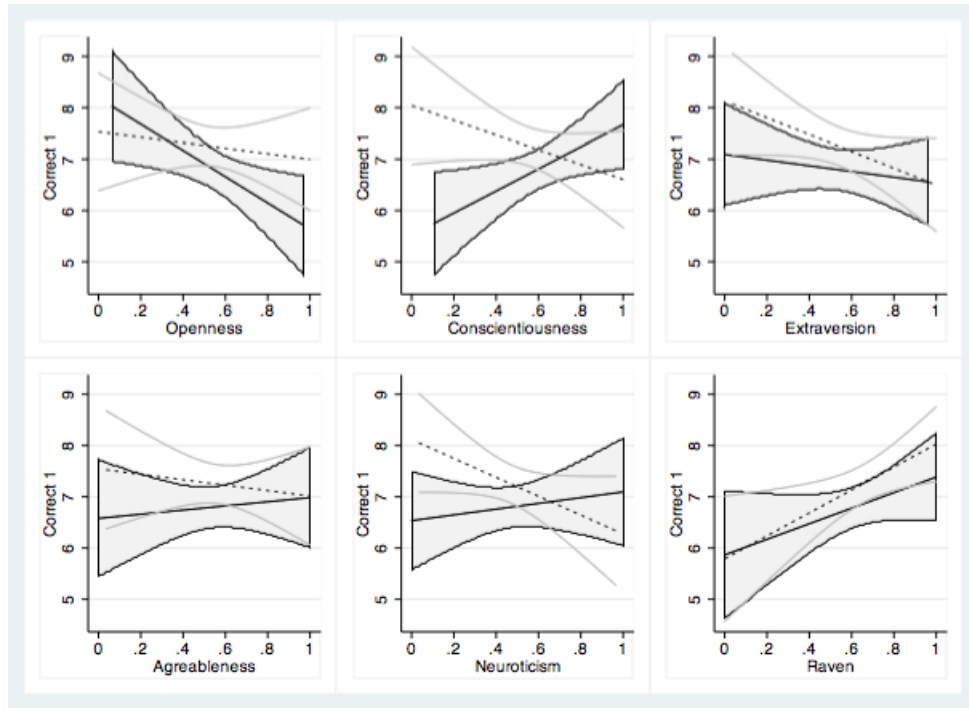 Correct 1
9
8
7
6
5
0 .2 .4 .6 .8 1
Openness
Correct 1
9
8
7
6
5
0 .2 .4 .6 .8 1
Conscientiousness
Correct 1
9
8
7
6
5
0 .2 .4 .6 .8 1
Extraversion
Correct 1
9
8
7
6
5
0 .2 .4 .6 .8 1
Agreableness
Correct 1
9
8
7
6
5
0 .2 .4 .6 .8 1
Neuroticism
Correct 1
9
8
7
6
5
0 .2 .4 .6 .8 1
Raven